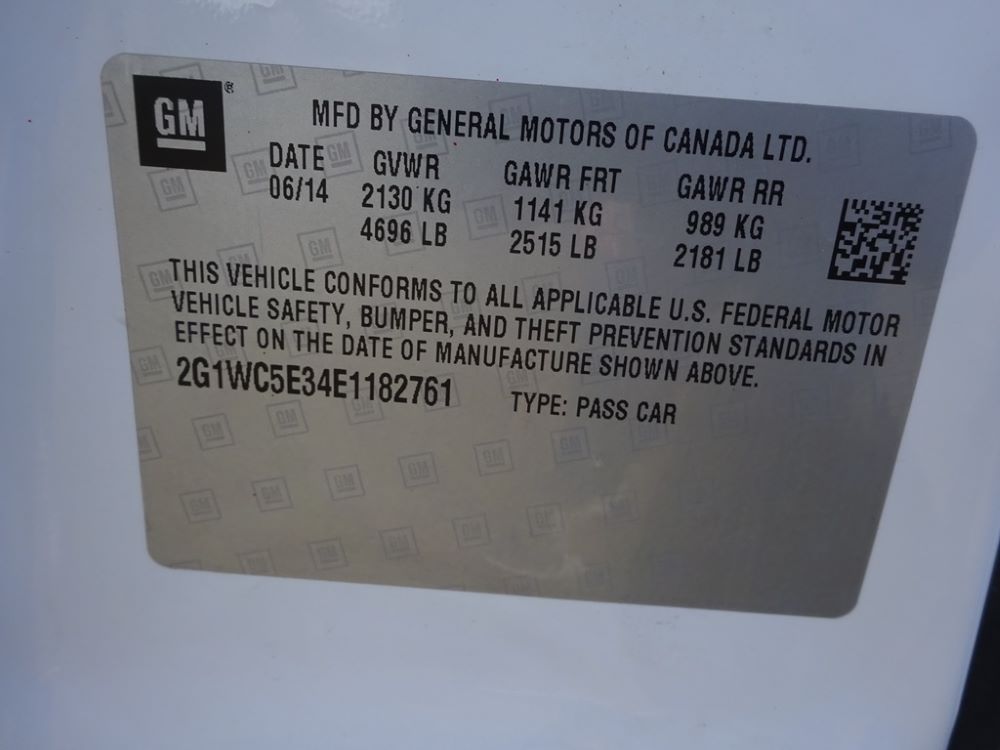 GM
MFD BY GENERAL MOTORS OF CANADA LTD.
DATE GVWR GAWR FRT GAWR RR
06/14 2130 KG 1141 KG 989 KG
4696 LB 2515 LB 2181 LB
THIS VEHICLE CONFORMS TO ALL APPLICABLE U.S. FEDERAL MOTOR
VEHICLE SAFETY, BUMPER, AND THEFT PREVENTION STANDARDS IN
EFFECT ON THE DATE OF MANUFACTURE SHOWN ABOVE.
2G1WC5E34E1182761 TYPE: PASS CAR